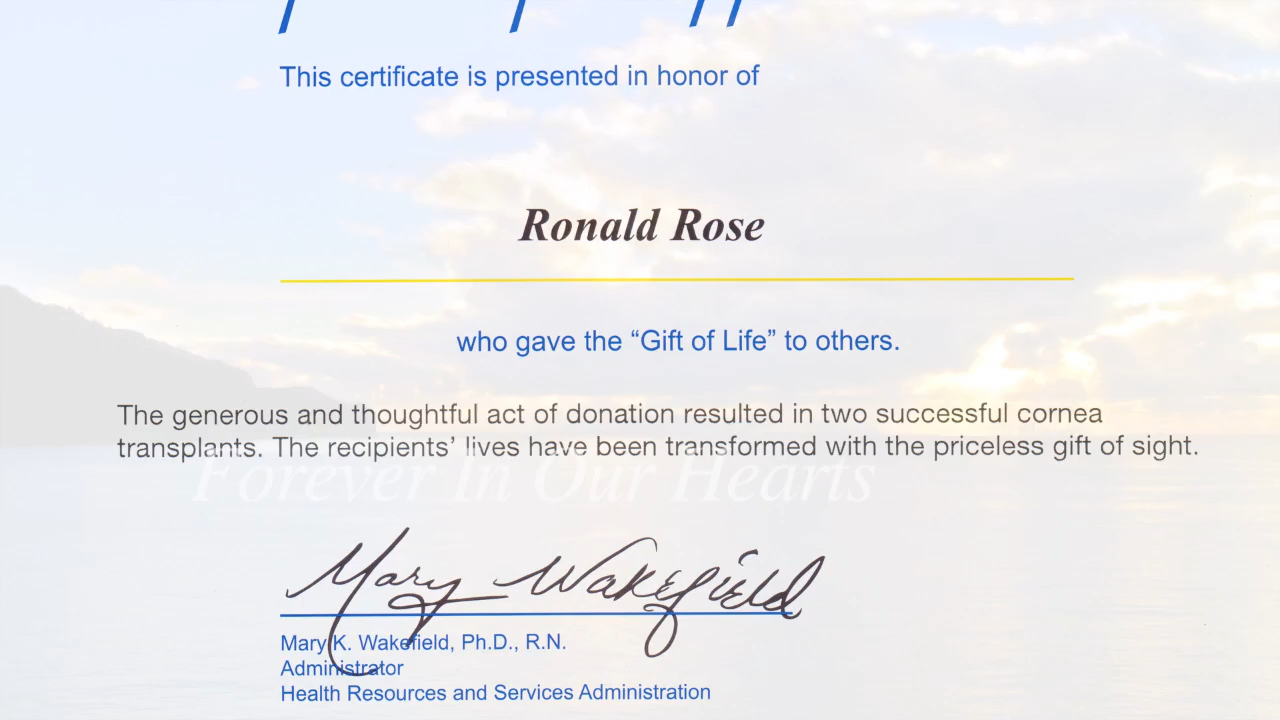 This certificate is presented in honor of
Ronald Rose
who gave the “Gift of Life” to others.
The generous and thoughtful act of donation resulted in two successful cornea
transplants. The recipients’ lives have been transformed with the priceless gift of sight.
Forever In Our Hearts
Mary Wakefield
Mary K. Wakefield, Ph.D., R.N.
Administrator
Health Resources and Services Administration